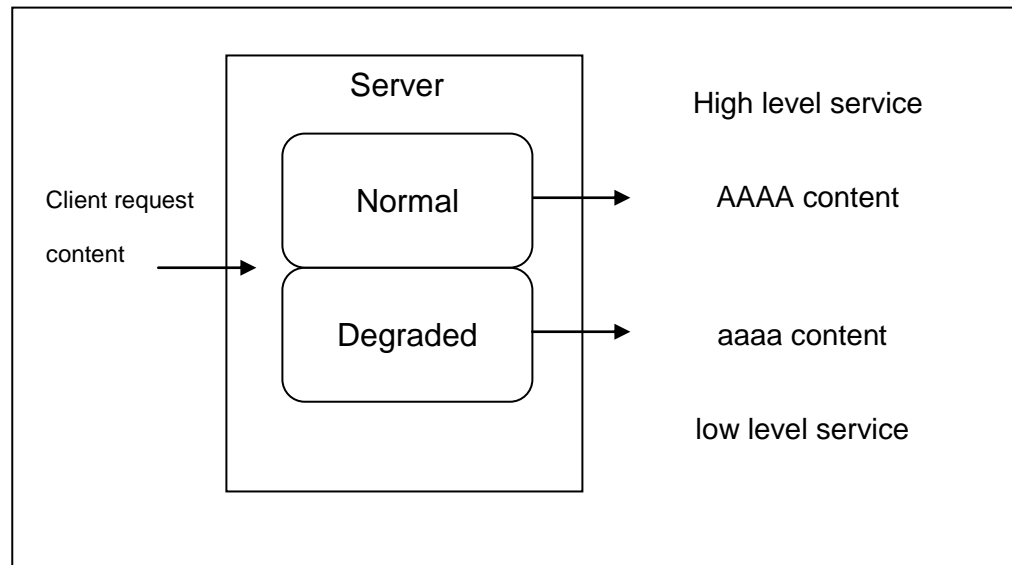 Server
High level service
Client request
content
Normal
AAAA content
Degraded
aaaa content
low level service